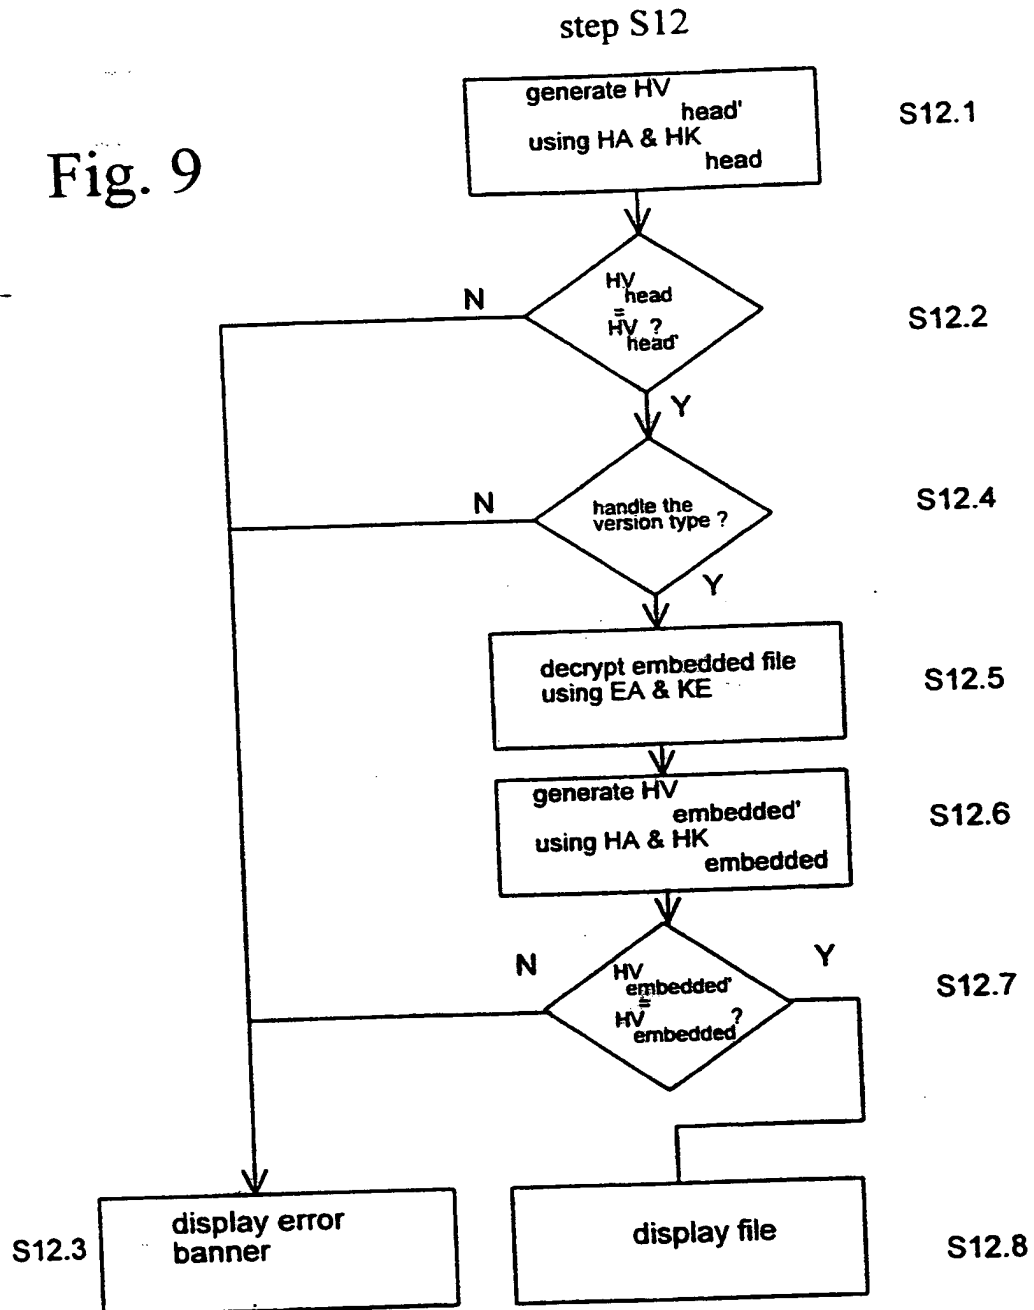 step S12
Fig. 9
generate HV
head'
using HA & HK
head
S12.1
HV
head
=
HV ?
head'
N
Y
S12.2
handle the
version type ?
N
Y
S12.4
decrypt embedded file
using EA & KE
S12.5
generate HV
embedded'
using HA & HK
embedded
S12.6
HV
embedded'
=
HV ?
embedded
N
Y
S12.7
S12.3
display error
banner
display file
S12.8